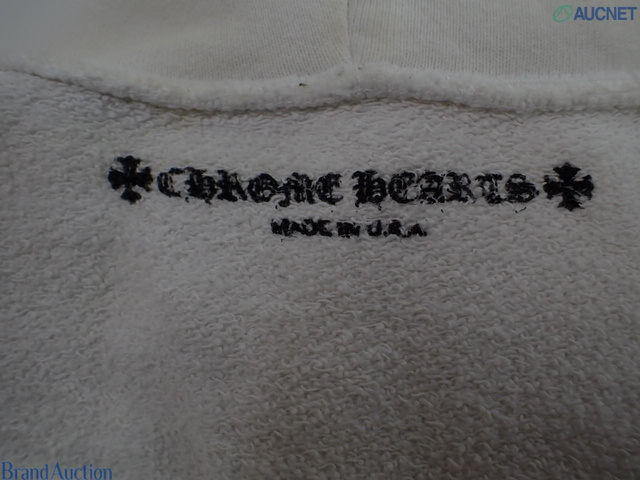 AUCNET
CHROME HEARTS
MADE IN U.S.A.
Brand Auction